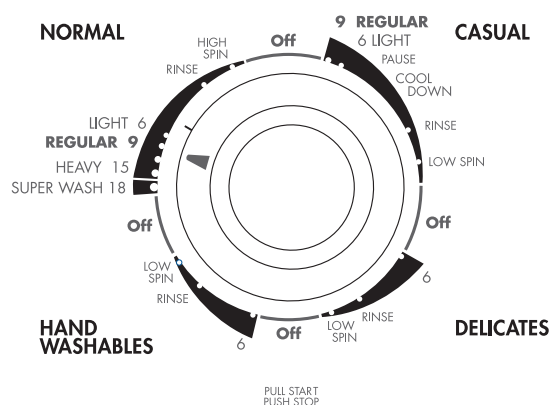 NORMAL
HIGH
SPIN
RINSE
LIGHT 6
REGULAR 9
HEAVY 15
SUPER WASH 18
Off
9 REGULAR
6 LIGHT
CASUAL
PAUSE
COOL
DOWN
RINSE
LOW SPIN
Off
Off
LOW
SPIN
RINSE
6
HAND
WASHABLES
Off
LOW
SPIN
RINSE
6
DELICATES
PULL START
PUSH STOP